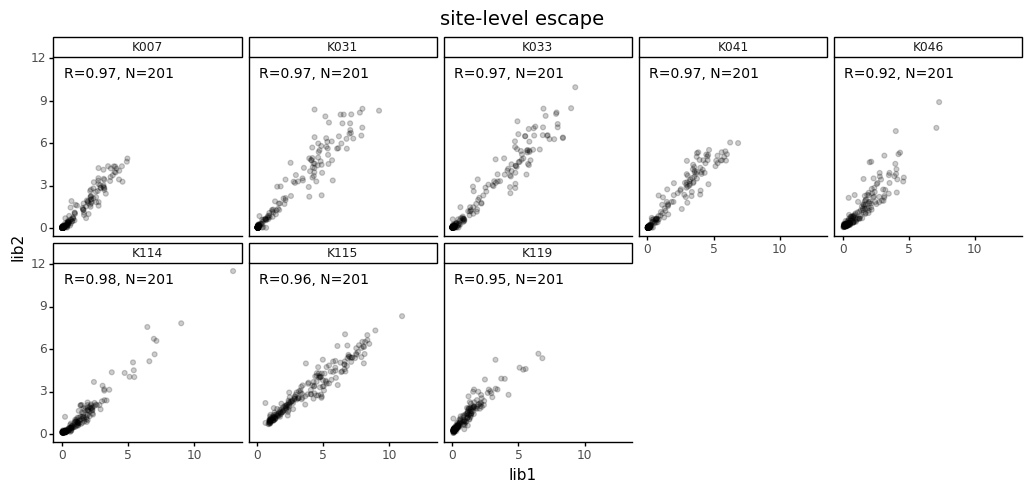 site-level escape
K007 K031 K033 K041 K046
12
R=0.97, N=201 R=0.97, N=201 R=0.97, N=201 R=0.97, N=201 R=0.92, N=201
9
6
3
0
0 5 10 0 5 10
lib2
K114 K115 K119
12
R=0.98, N=201 R=0.96, N=201 R=0.95, N=201
9
6
3
0
0 5 10 0 5 10 0 5 10
lib1